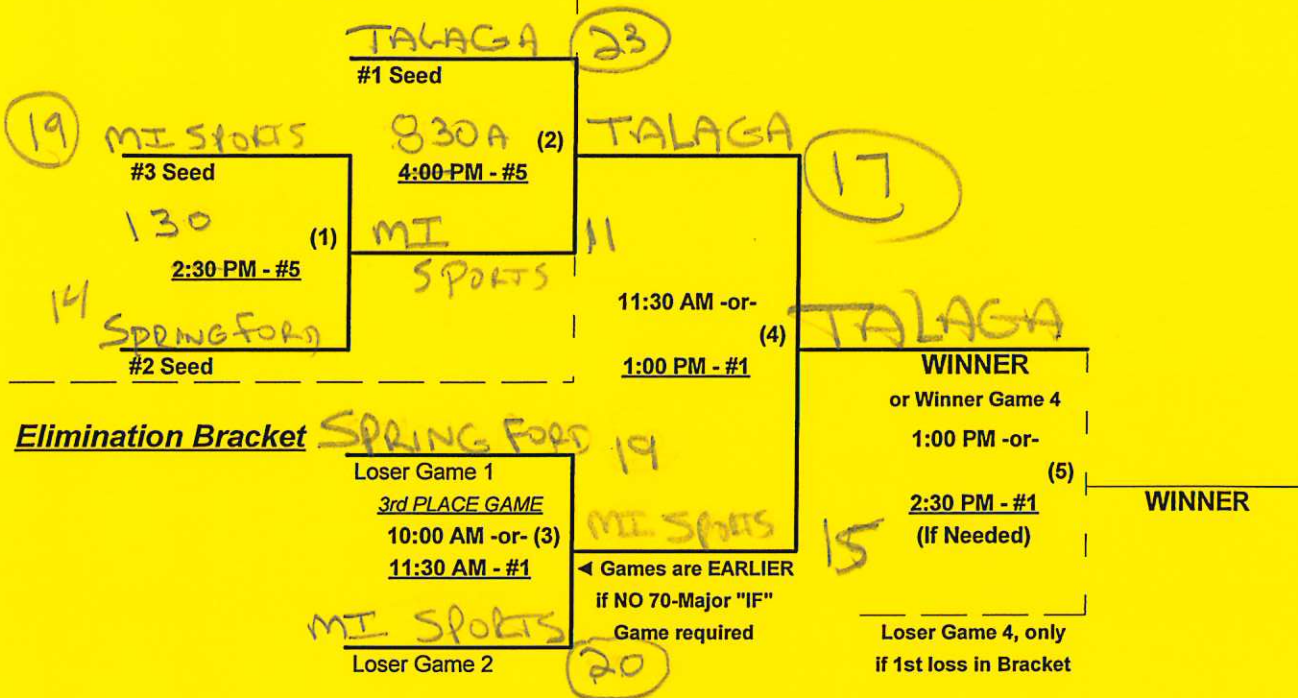 TALAGA 23
#1 Seed
19 MI SPORTS
#3 Seed
830A (2)
4:00 PM - #5
TALAGA
17
130
(1)
2:30 PM - #5
MI
SPORTS
11
14
SPRINGFORD
#2 Seed
11:30 AM -or-
(4)
1:00 PM - #1
TALAGA
WINNER
or Winner Game 4
1:00 PM -or-
(5)
2:30 PM - #1
(If Needed)
WINNER
Elimination Bracket
SPRING FORD 19
Loser Game 1
3rd PLACE GAME
10:00 AM -or- (3)
11:30 AM - #1
MI SPORTS
15
◄ Games are EARLIER
if NO 70-Major "IF"
Game required
MI SPORTS
20
Loser Game 2
Loser Game 4, only
if 1st loss in Bracket